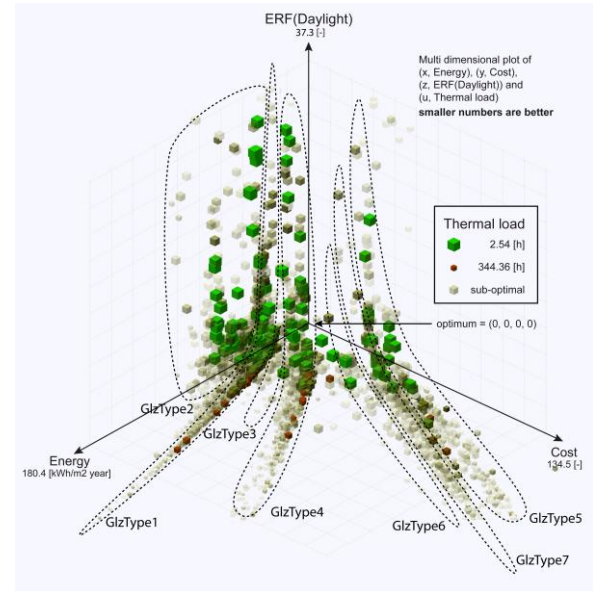 ERF(Daylight)
37.3 [-]
Multi dimensional plot of
(x, Energy), (y, Cost),
(z, ERF(Daylight)) and
(u, Thermal load)
smaller numbers are better
Thermal load
2.54 [h]
344.36 [h]
sub-optimal
optimum = (0, 0, 0, 0)
GlzType2
GlzType3
Energy
180.4 [kWh/m2 year]
Cost
134.5 [-]
GlzType1
GlzType4
GlzType6
GlzType5
GlzType7